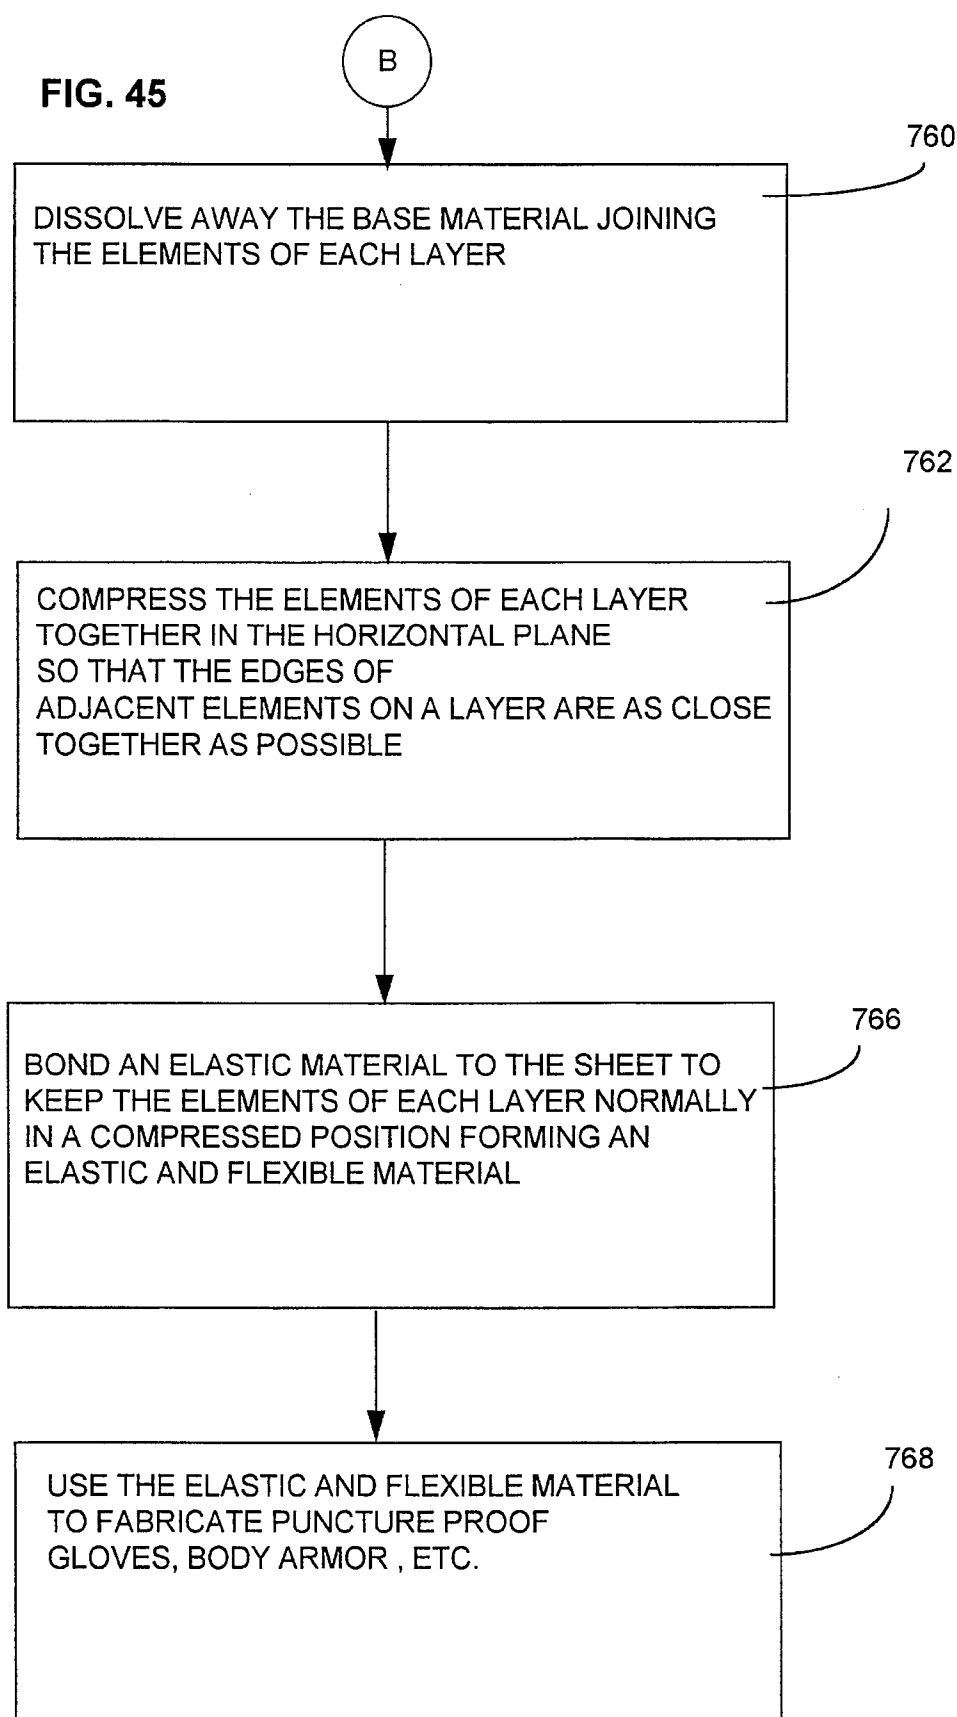 B
FIG. 45
760
DISSOLVE AWAY THE BASE MATERIAL JOINING
THE ELEMENTS OF EACH LAYER
762
COMPRESS THE ELEMENTS OF EACH LAYER
TOGETHER IN THE HORIZONTAL PLANE
SO THAT THE EDGES OF
ADJACENT ELEMENTS ON A LAYER ARE AS CLOSE
TOGETHER AS POSSIBLE
766
BOND AN ELASTIC MATERIAL TO THE SHEET TO
KEEP THE ELEMENTS OF EACH LAYER NORMALLY
IN A COMPRESSED POSITION FORMING AN
ELASTIC AND FLEXIBLE MATERIAL
768
USE THE ELASTIC AND FLEXIBLE MATERIAL
TO FABRICATE PUNCTURE PROOF
GLOVES, BODY ARMOR , ETC.